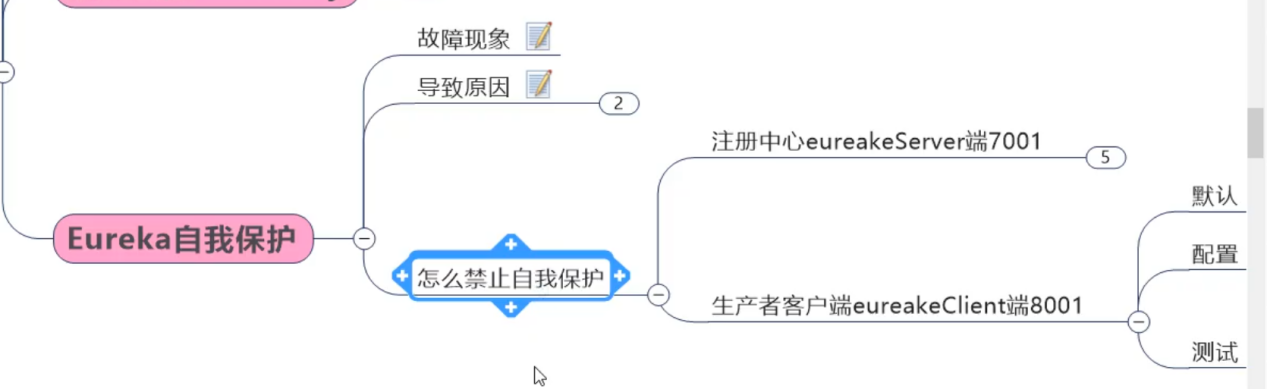 故障现象
导致原因
2
注册中心eureakeServer端7001
5
默认
Eureka自我保护
配置
怎么禁止自我保护
生产者客户端eureakeClient端8001
测试